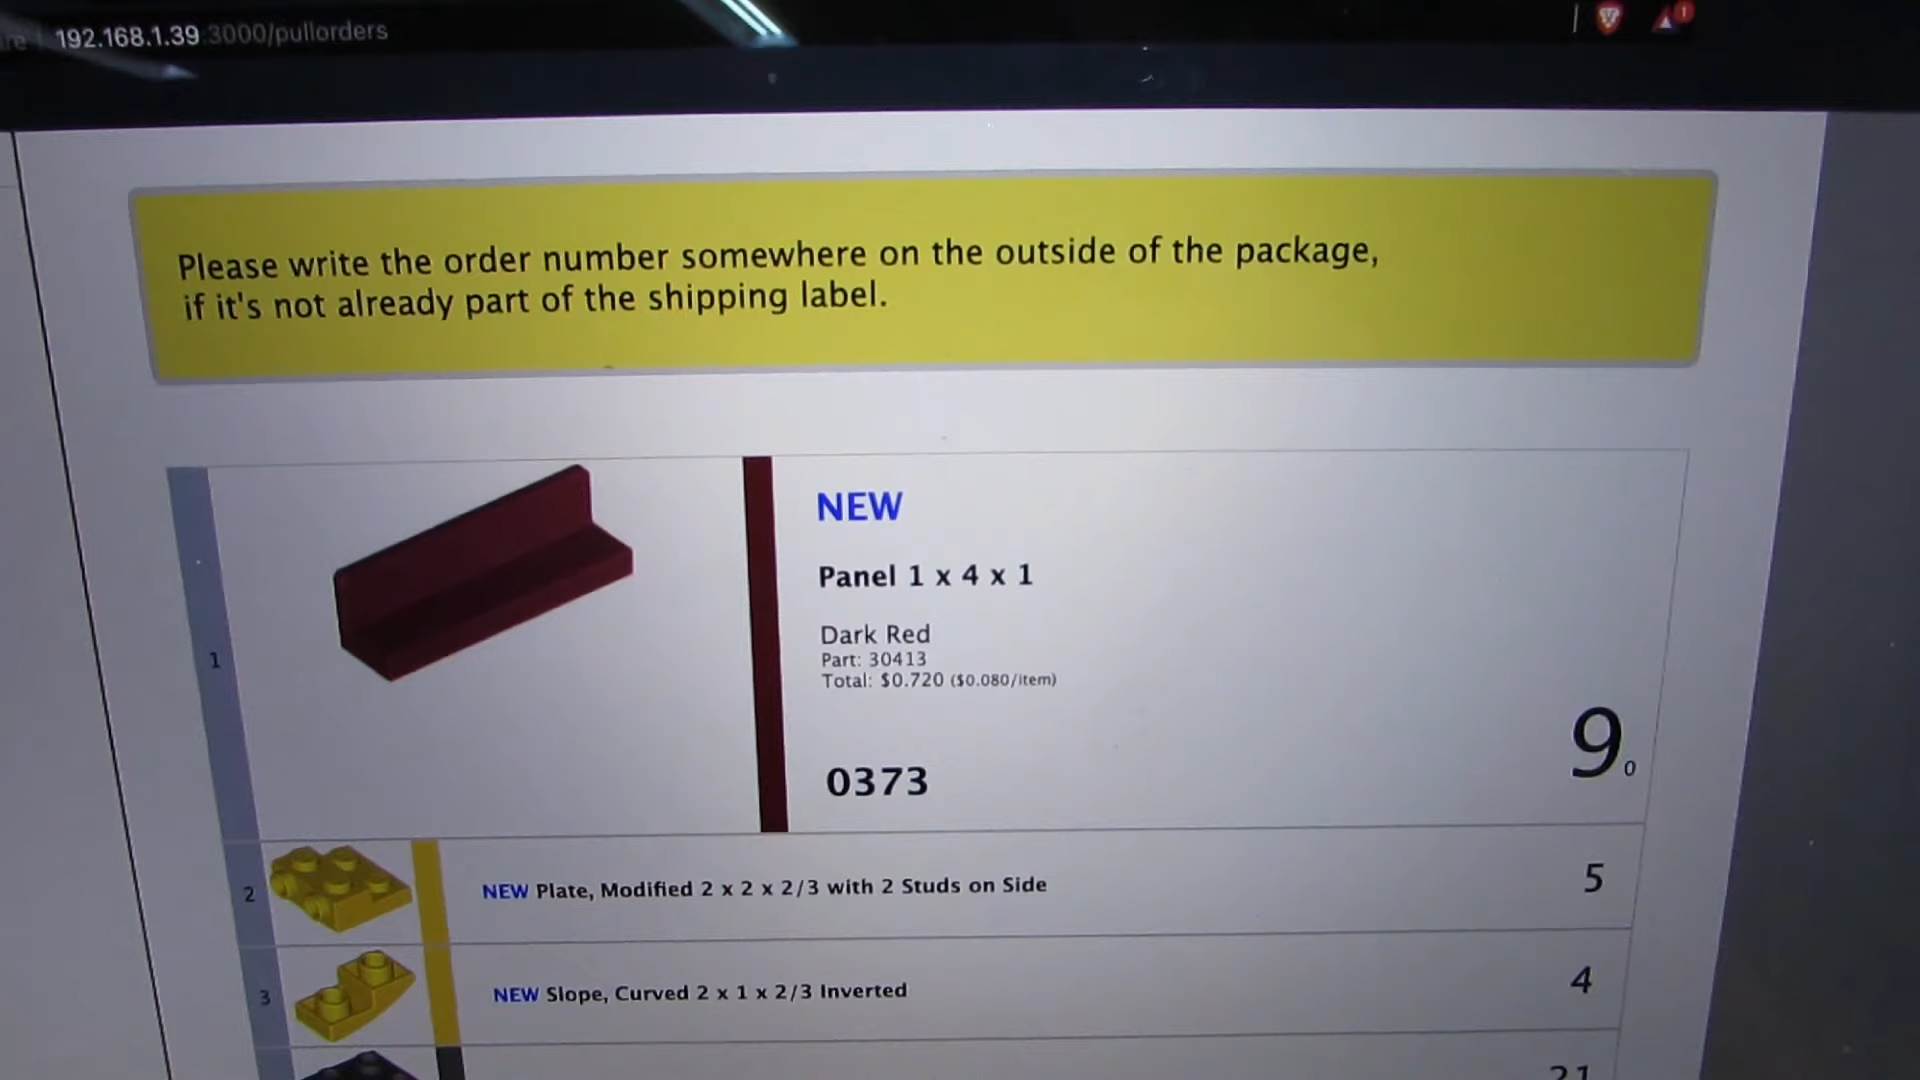 192.168.1.39:3000/pullorders
1
Please write the order number somewhere on the outside of the package,
if it's not already part of the shipping label.
1
NEW
Panel 1 x 4 x 1
Dark Red
Part: 30413
Total: $0.720 ($0.080/item)
0373
9
0
2
NEW Plate, Modified 2 x 2 x 2/3 with 2 Studs on Side
5
3
NEW Slope, Curved 2 x 1 x 2/3 Inverted
4
21